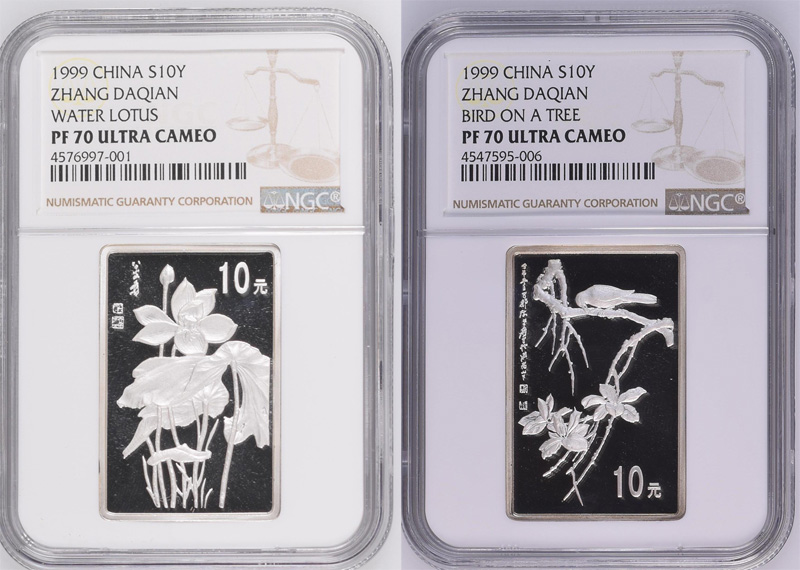 1999 CHINA S10Y
ZHANG DAQIAN
WATER LOTUS
PF 70 ULTRA CAMEO
4576997-001
NUMISMATIC GUARANTY CORPORATION
NGC®
10元
1999 CHINA S10Y
ZHANG DAQIAN
BIRD ON A TREE
PF 70 ULTRA CAMEO
4547595-006
NUMISMATIC GUARANTY CORPORATION
NGC®
10元